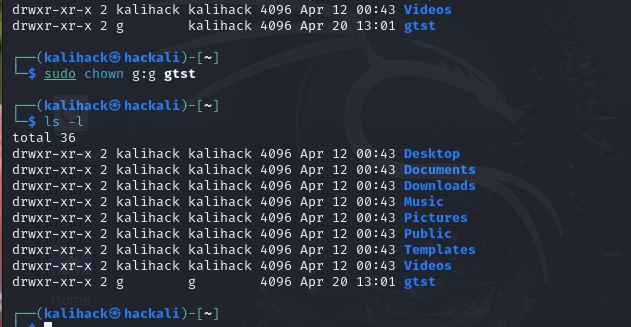 drwxr-xr-x 2 kalihack kalihack 4096 Apr 12 00:43 Videos
drwxr-xr-x 2 g        kalihack 4096 Apr 20 13:01 gtst
┌──(kalihack㉿hackali)-[~]
└─$ sudo chown g:g gtst
┌──(kalihack㉿hackali)-[~]
└─$ ls -l
total 36
drwxr-xr-x 2 kalihack kalihack 4096 Apr 12 00:43 Desktop
drwxr-xr-x 2 kalihack kalihack 4096 Apr 12 00:43 Documents
drwxr-xr-x 2 kalihack kalihack 4096 Apr 12 00:43 Downloads
drwxr-xr-x 2 kalihack kalihack 4096 Apr 12 00:43 Music
drwxr-xr-x 2 kalihack kalihack 4096 Apr 12 00:43 Pictures
drwxr-xr-x 2 kalihack kalihack 4096 Apr 12 00:43 Public
drwxr-xr-x 2 kalihack kalihack 4096 Apr 12 00:43 Templates
drwxr-xr-x 2 kalihack kalihack 4096 Apr 12 00:43 Videos
drwxr-xr-x 2 g        g        4096 Apr 20 13:01 gtst
Home
┌──(kalihack㉿hackali)-[~]
└─$